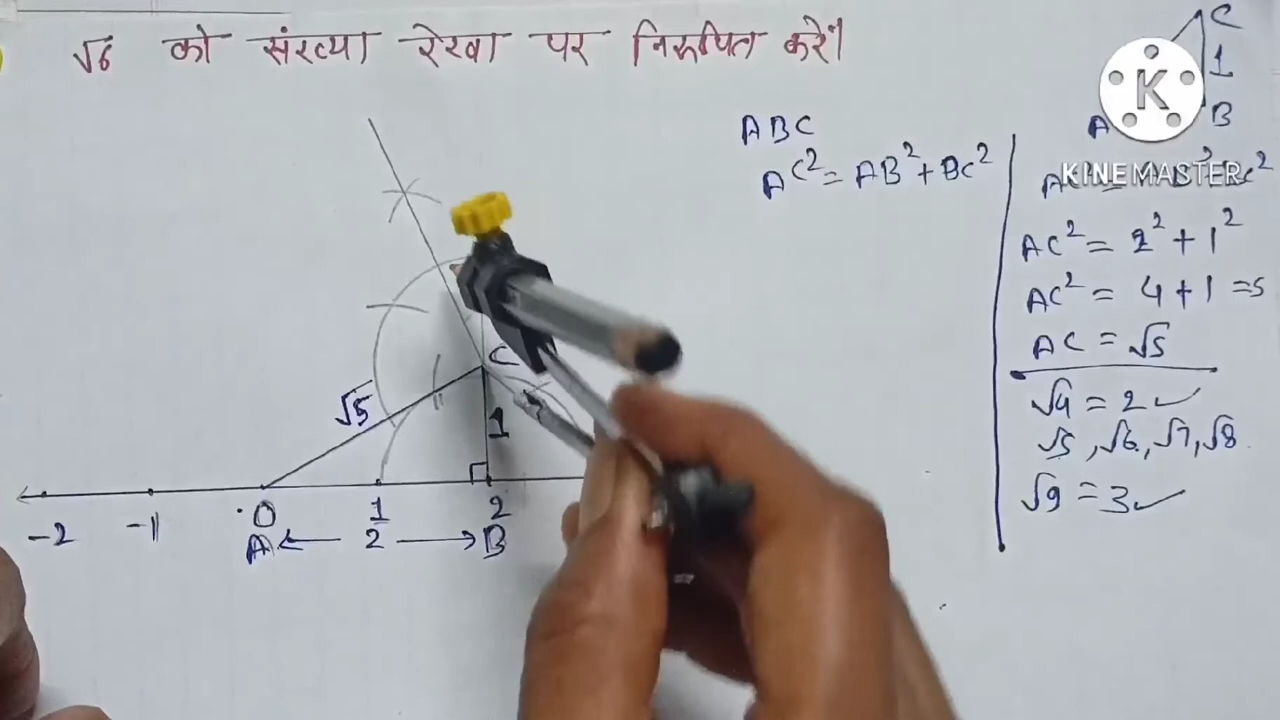 √6 को संख्या रेखा पर निरूपित करें।
C
1
A B
K
KINEMASTER
ABC
AC² = AB² + BC²
AC² = 2² + 1²
AC² = 4 + 1 = 5
AC = √5
√4 = 2 ✓
√5, √6, √7, √8
√9 = 3 ✓
C
√5
1
-2 -1 0 1 2
A ← 2 → B